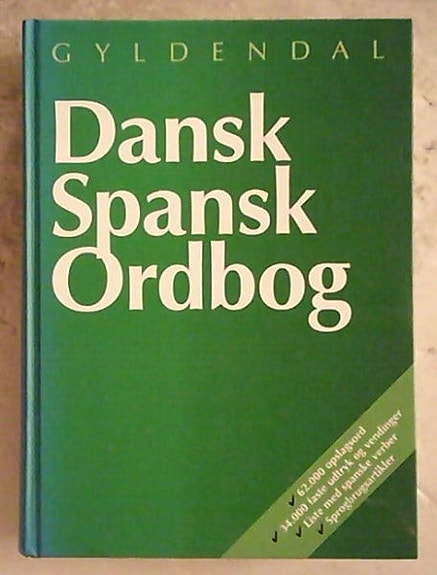 GYLDENDAL
Dansk
Spansk
Ordbog
✓ 62.000 opslagsord
✓ 34.000 faste udtryk og vendinger
✓ Liste med spanske verber
✓ Sprogbrugsartikler